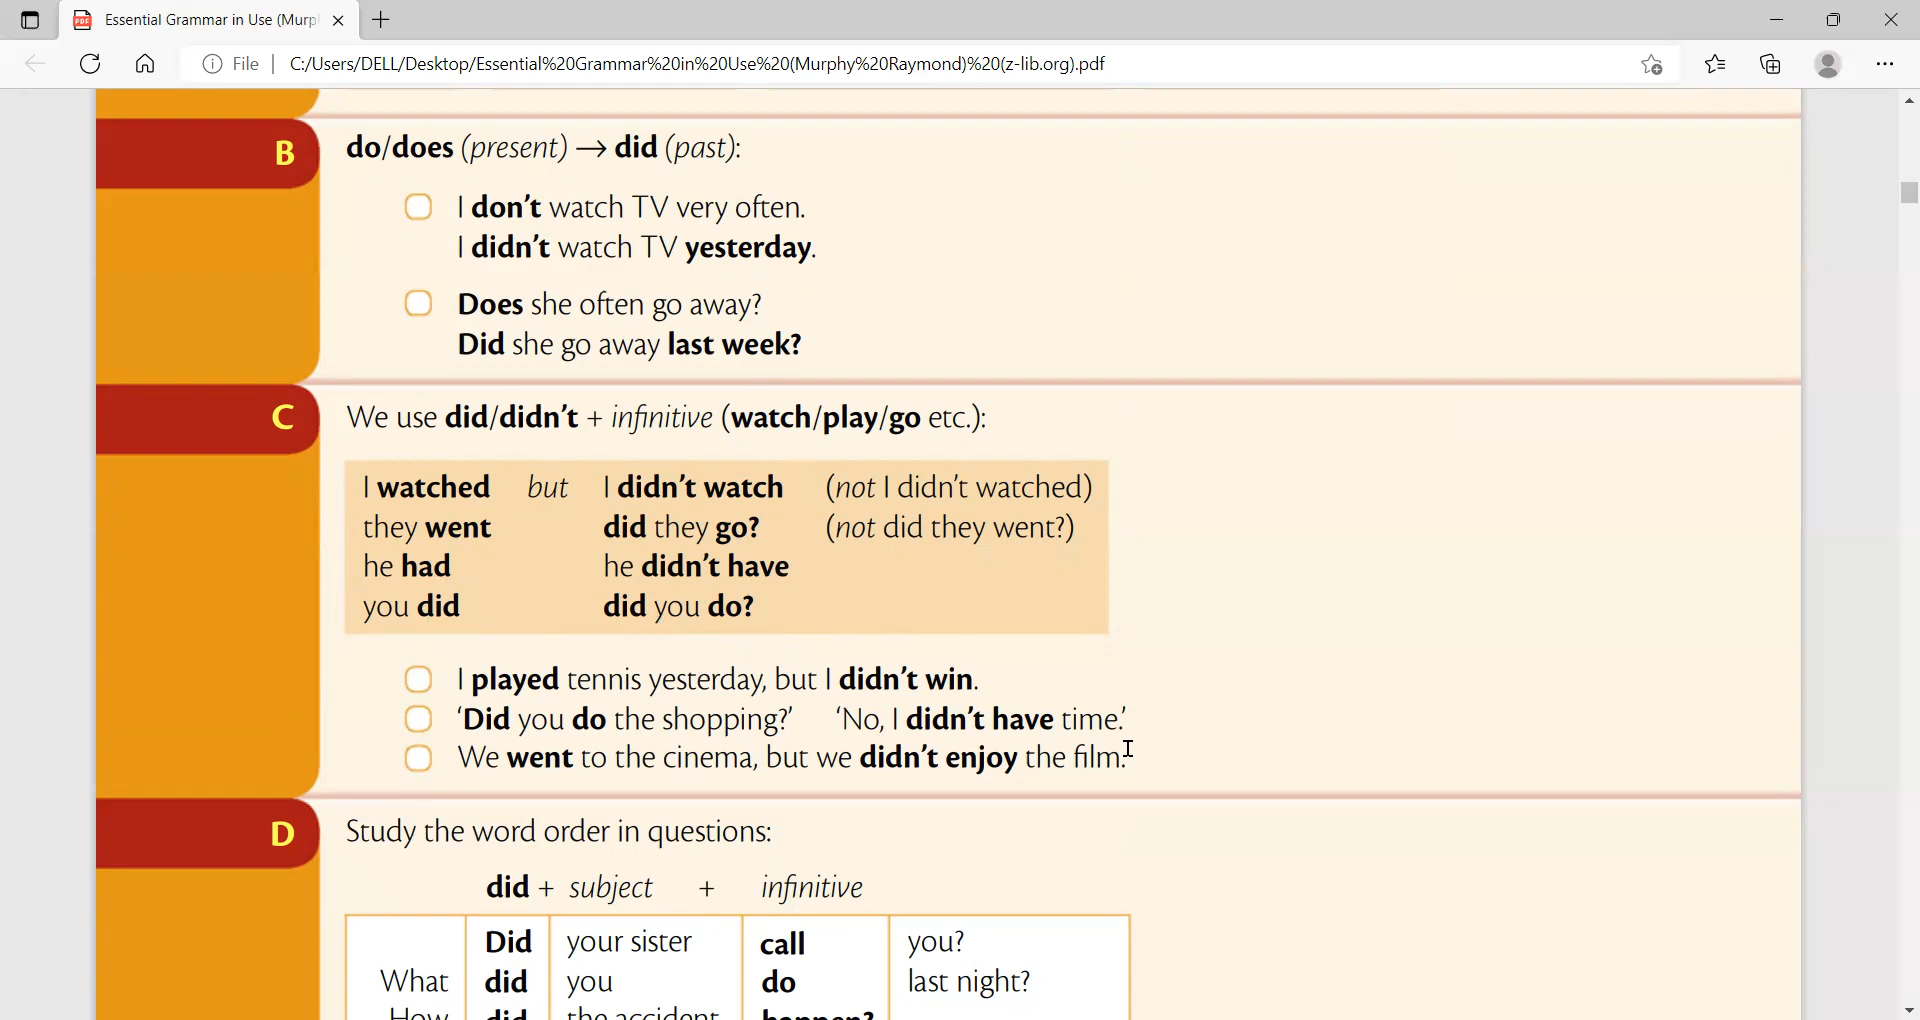 Essential Grammar in Use (Murp
File C:/Users/DELL/Desktop/Essential%20Grammar%20in%20Use%20(Murphy%20Raymond)%20(z-lib.org).pdf
B do/does (present) → did (past):
I don't watch TV very often.
I didn't watch TV yesterday.
Does she often go away?
Did she go away last week?
C We use did/didn't + infinitive (watch/play/go etc.):
I watched but I didn't watch (not I didn't watched)
they went did they go? (not did they went?)
he had he didn't have
you did did you do?
I played tennis yesterday, but I didn't win.
‘Did you do the shopping?’ ‘No, I didn't have time.’
We went to the cinema, but we didn't enjoy the film.
D Study the word order in questions:
did + subject + infinitive
Did your sister call you?
What did you do last night?
How did the accident happen?